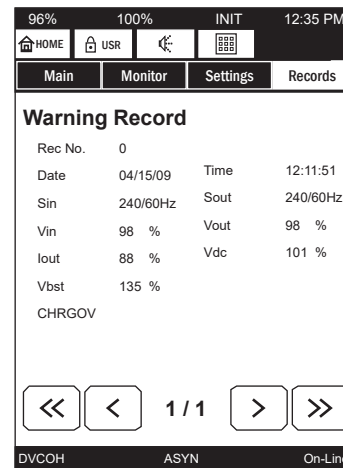 96% 100% INIT 12:35 PM
HOME USR
Main Monitor Settings Records
Warning Record
Rec No. 0
Date 04/15/09 Time 12:11:51
Sin 240/60Hz Sout 240/60Hz
Vin 98 % Vout 98 %
Iout 88 % Vdc 101 %
Vbst 135 %
CHRGOV
≪ < 1 / 1 > ≫
DVCOH ASYN On-Line